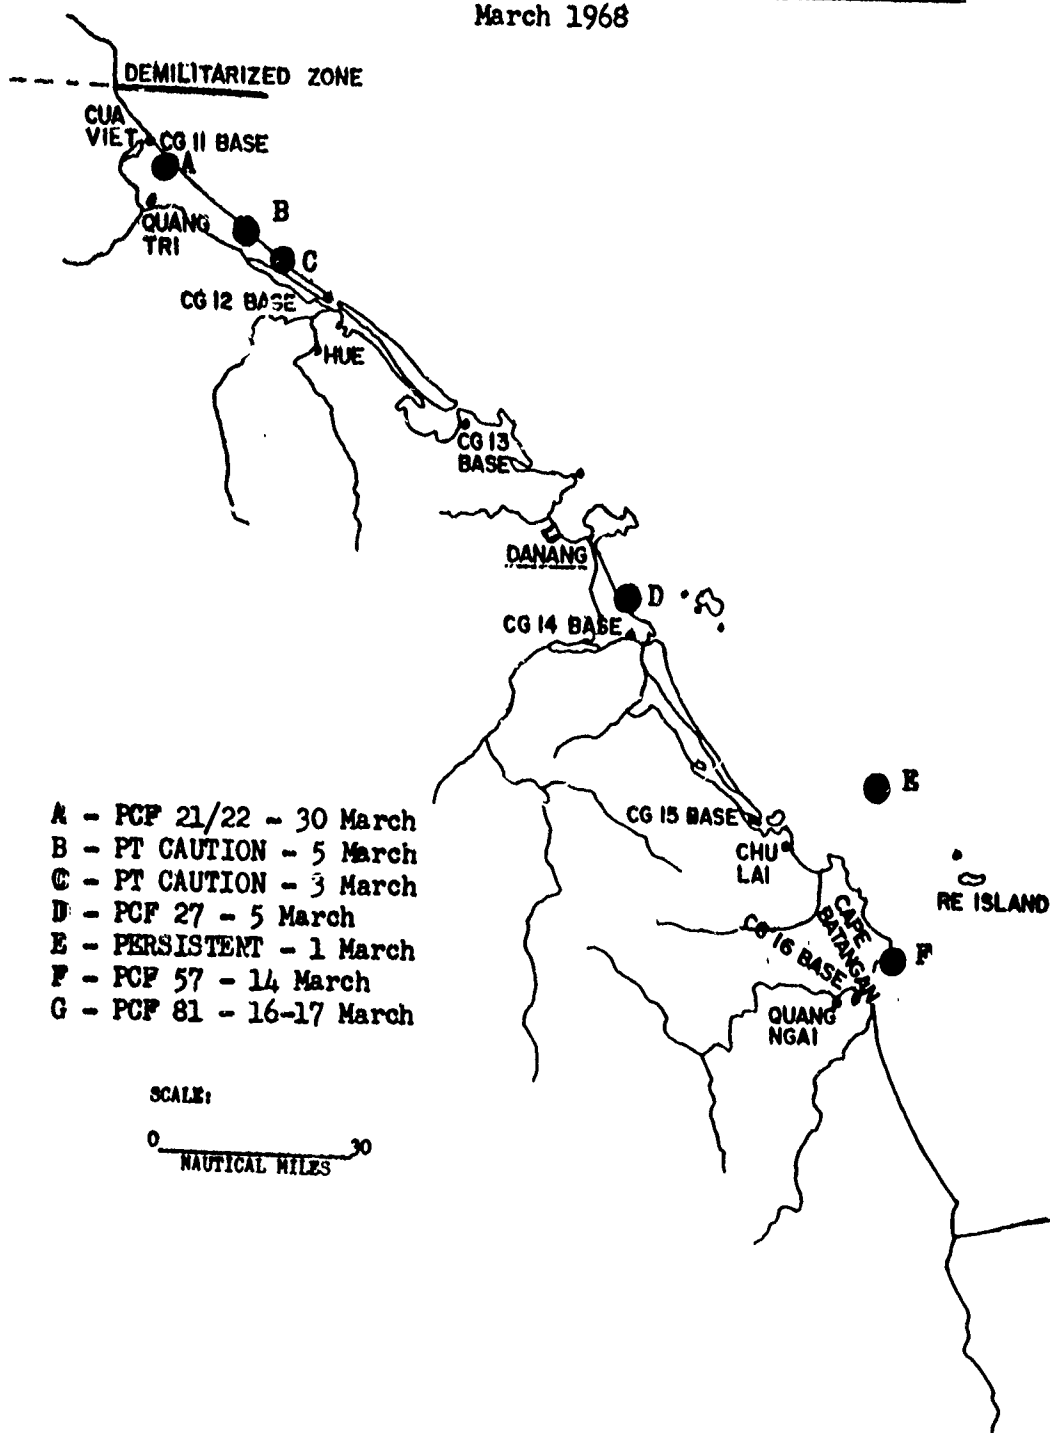 March 1968
DEMILITARIZED ZONE
CUA
VIET
CG 11 BASE
A
B
QUANG
TRI
C
CG 12 BASE
HUE
CG 13
BASE
DANANG
D
CG 14 BASE
E
CG 15 BASE
CHU
LAI
RE ISLAND
CAPE
BATANGAN
CG 16 BASE
F
QUANG
NGAI
A - PCF 21/22 - 30 March
B - PT CAUTION - 5 March
C - PT CAUTION - 3 March
D - PCF 27 - 5 March
E - PERSISTENT - 1 March
F - PCF 57 - 14 March
G - PCF 81 - 16-17 March
SCALE:
0 30
NAUTICAL MILES